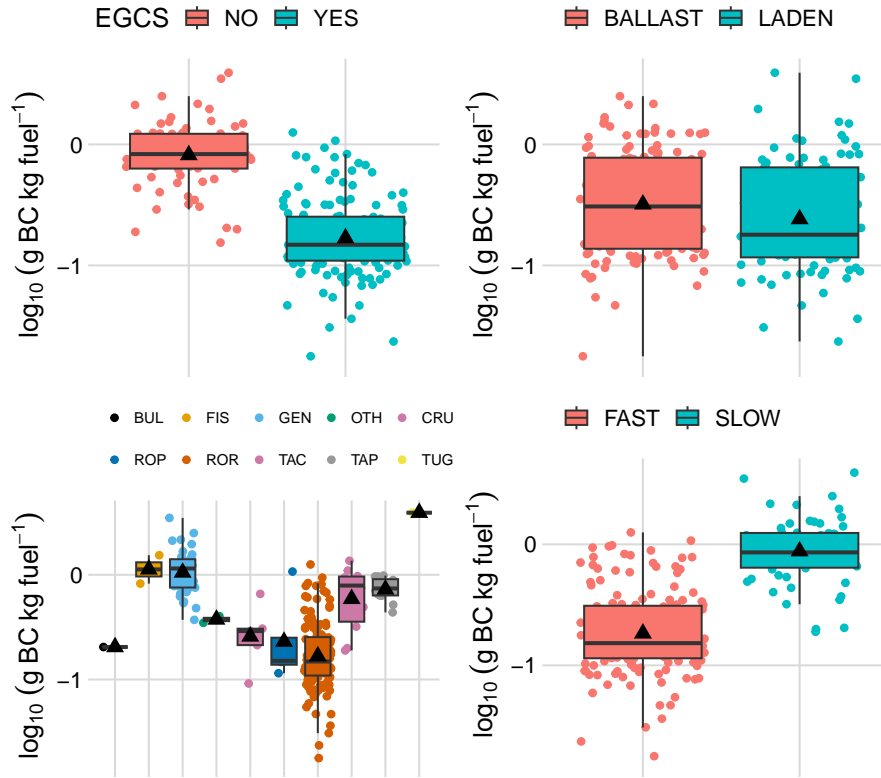 EGCS NO YES
log₁₀ (g BC kg fuel⁻¹)
0
−1
BALLAST LADEN
log₁₀ (g BC kg fuel⁻¹)
0
−1
BUL FIS GEN OTH CRU
ROP ROR TAC TAP TUG
log₁₀ (g BC kg fuel⁻¹)
0
−1
FAST SLOW
log₁₀ (g BC kg fuel⁻¹)
0
−1